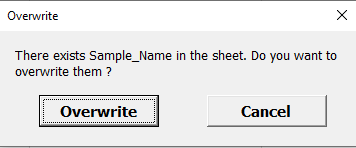 Overwrite
There exists Sample_Name in the sheet. Do you want to
overwrite them ?
Overwrite Cancel